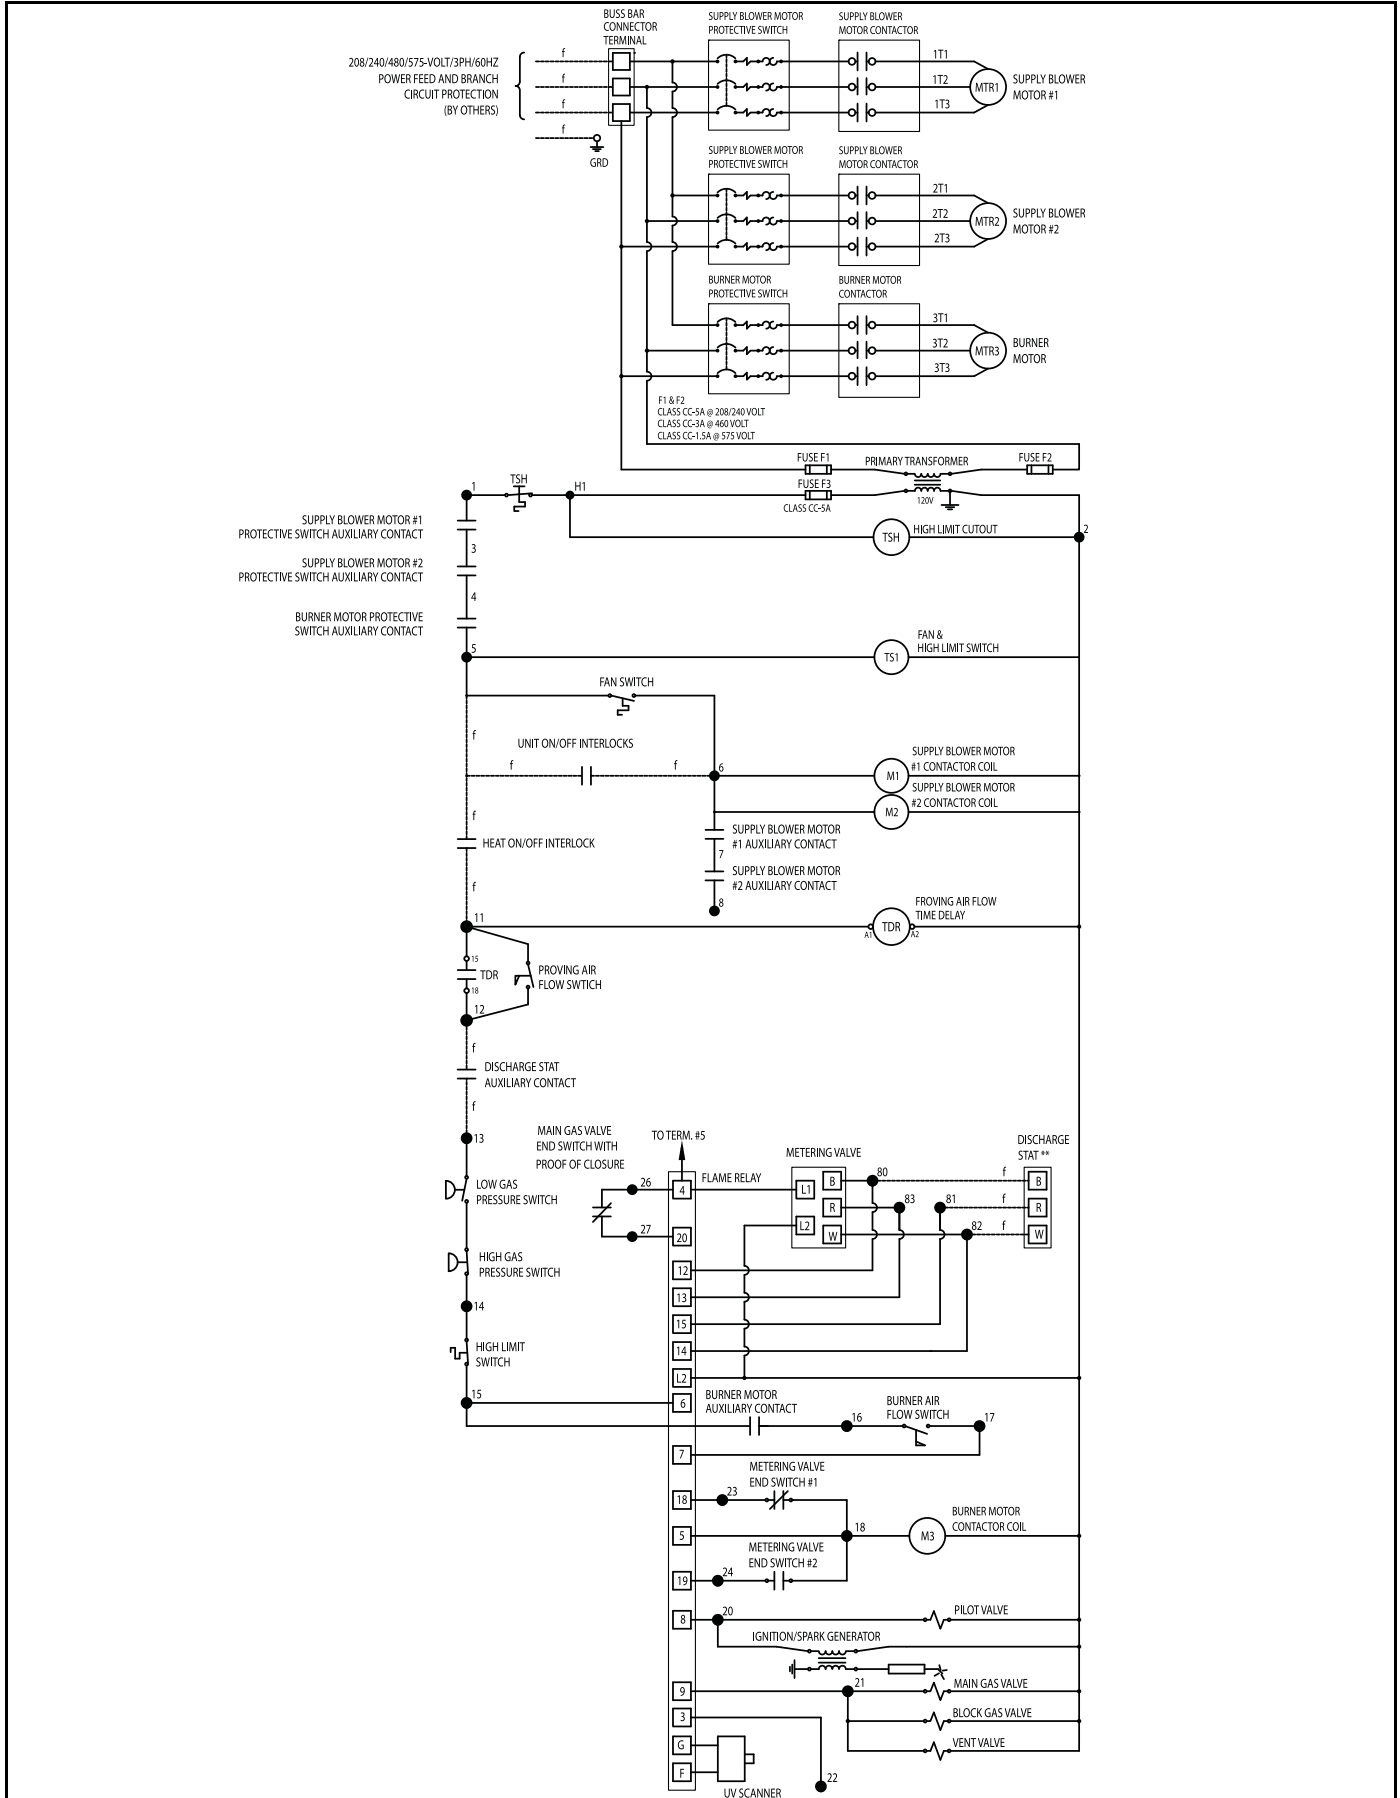 BUSS BAR
CONNECTOR
TERMINAL
SUPPLY BLOWER MOTOR
PROTECTIVE SWITCH
SUPPLY BLOWER
MOTOR CONTACTOR
208/240/480/575-VOLT/3PH/60HZ
POWER FEED AND BRANCH
CIRCUIT PROTECTION
(BY OTHERS)
f
f
f
f
GRD
1T1
1T2
1T3
MTR1
SUPPLY BLOWER
MOTOR #1
SUPPLY BLOWER MOTOR
PROTECTIVE SWITCH
SUPPLY BLOWER
MOTOR CONTACTOR
2T1
2T2
2T3
MTR2
SUPPLY BLOWER
MOTOR #2
BURNER MOTOR
PROTECTIVE SWITCH
BURNER MOTOR
CONTACTOR
3T1
3T2
3T3
MTR3
BURNER
MOTOR
F1 & F2
CLASS CC-5A @ 208/240 VOLT
CLASS CC-3A @ 460 VOLT
CLASS CC-1.5A @ 575 VOLT
FUSE F1
PRIMARY TRANSFORMER
FUSE F2
1
TSH
H1
FUSE F3
CLASS CC-5A
120V
SUPPLY BLOWER MOTOR #1
PROTECTIVE SWITCH AUXILIARY CONTACT
TSH
HIGH LIMIT CUTOUT
2
3
SUPPLY BLOWER MOTOR #2
PROTECTIVE SWITCH AUXILIARY CONTACT
4
BURNER MOTOR PROTECTIVE
SWITCH AUXILIARY CONTACT
5
TS1
FAN &
HIGH LIMIT SWITCH
FAN SWITCH
f
UNIT ON/OFF INTERLOCKS
f
f
6
M1
SUPPLY BLOWER MOTOR
#1 CONTACTOR COIL
M2
SUPPLY BLOWER MOTOR
#2 CONTACTOR COIL
f
HEAT ON/OFF INTERLOCK
SUPPLY BLOWER MOTOR
#1 AUXILIARY CONTACT
7
SUPPLY BLOWER MOTOR
#2 AUXILIARY CONTACT
8
f
11
A1
TDR
A2
FROVING AIR FLOW
TIME DELAY
15
TDR
18
PROVING AIR
FLOW SWTICH
12
f
DISCHARGE STAT
AUXILIARY CONTACT
f
13
MAIN GAS VALVE
END SWITCH WITH
PROOF OF CLOSURE
TO TERM. #5
FLAME RELAY
METERING VALVE
DISCHARGE
STAT **
LOW GAS
PRESSURE SWITCH
26
4
L1
B
80
f
B
R
83
81
f
R
27
20
L2
W
82
f
W
HIGH GAS
PRESSURE SWITCH
12
13
14
15
HIGH LIMIT
SWITCH
14
L2
15
6
BURNER MOTOR
AUXILIARY CONTACT
16
BURNER AIR
FLOW SWITCH
17
7
METERING VALVE
END SWITCH #1
18
23
5
18
M3
BURNER MOTOR
CONTACTOR COIL
METERING VALVE
END SWITCH #2
19
24
8
20
PILOT VALVE
IGNITION/SPARK GENERATOR
9
21
MAIN GAS VALVE
3
BLOCK GAS VALVE
G
VENT VALVE
F
22
UV SCANNER